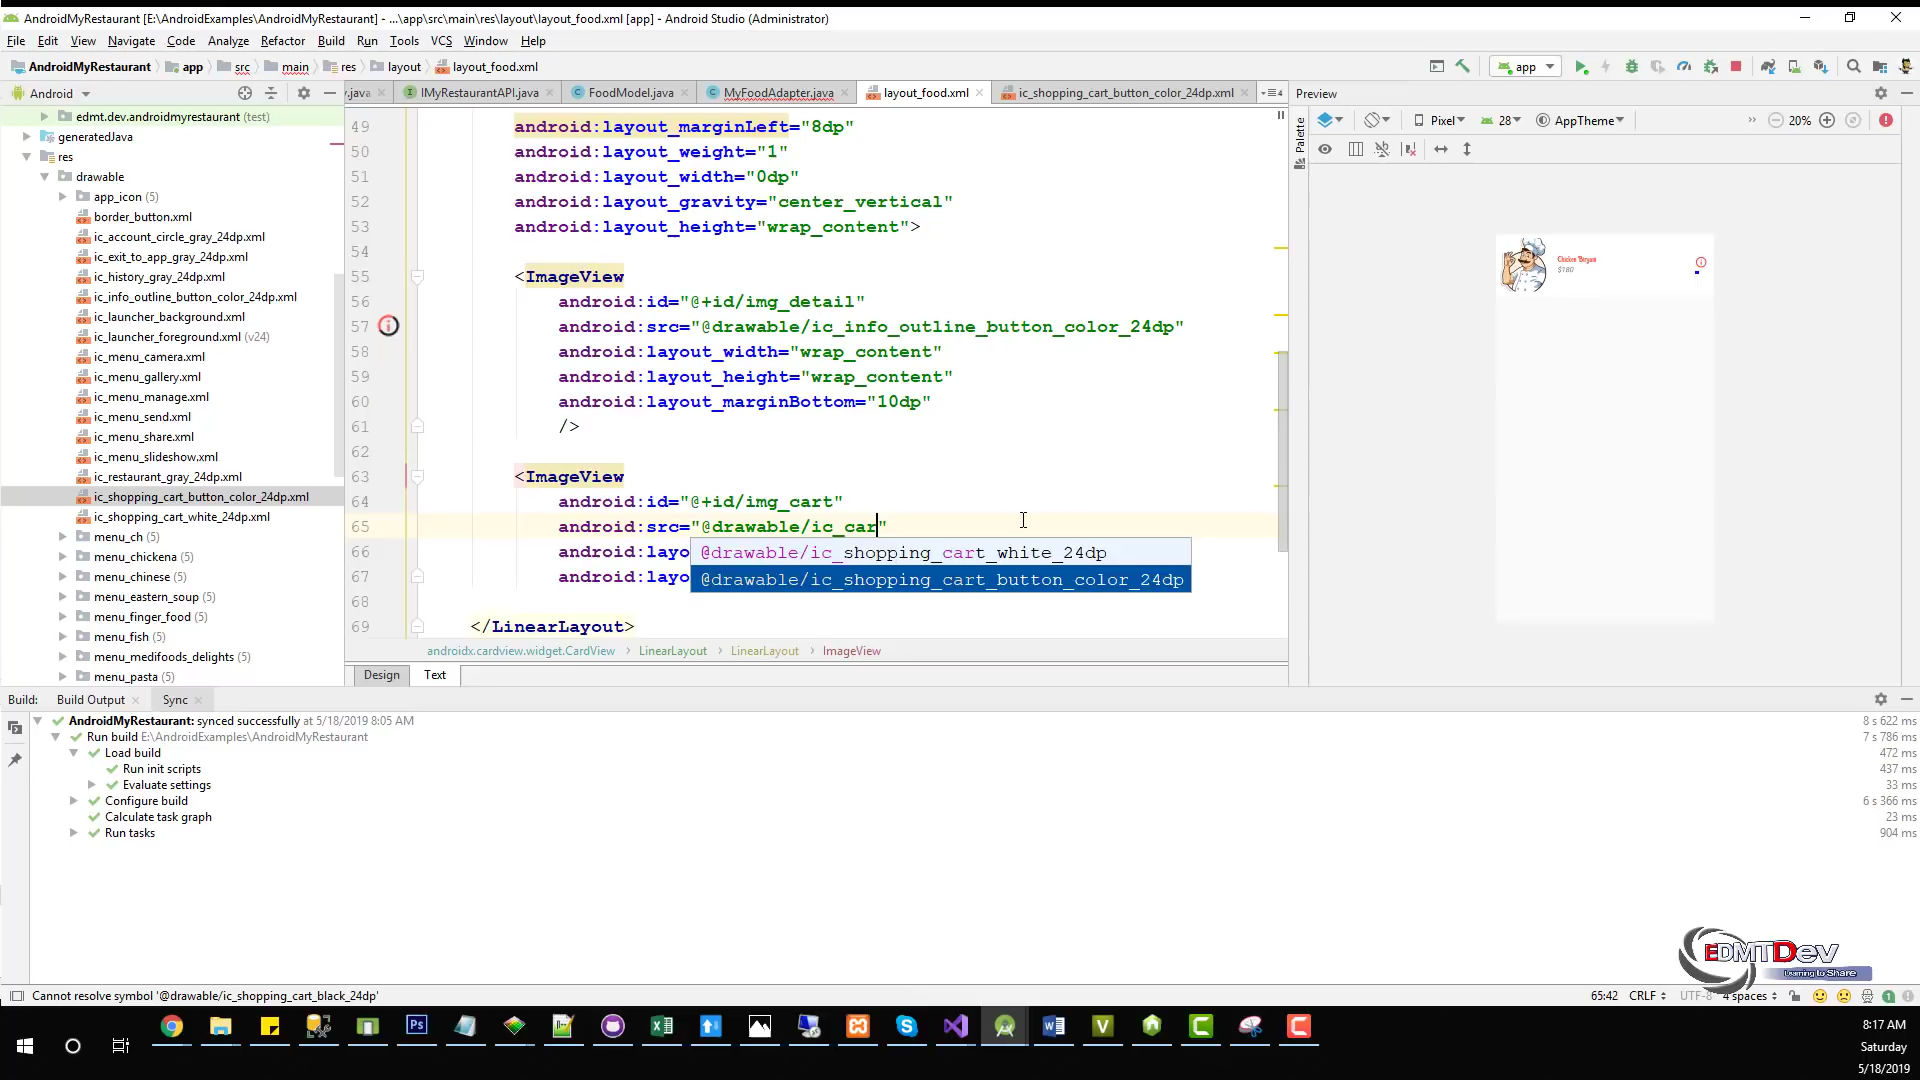 AndroidMyRestaurant [E:\AndroidExamples\AndroidMyRestaurant] - ...\app\src\main\res\layout\layout_food.xml [app] - Android Studio (Administrator)
File Edit View Navigate Code Analyze Refactor Build Run Tools VCS Window Help
AndroidMyRestaurant app src main res layout layout_food.xml app
Android .java IMyRestaurantAPI.java FoodModel.java MyFoodAdapter.java layout_food.xml ic_shopping_cart_button_color_24dp.xml Preview
edmt.dev.androidmyrestaurant (test)
generatedJava
res
drawable
app_icon (5)
border_button.xml
ic_account_circle_gray_24dp.xml
ic_exit_to_app_gray_24dp.xml
ic_history_gray_24dp.xml
ic_info_outline_button_color_24dp.xml
ic_launcher_background.xml
ic_launcher_foreground.xml (v24)
ic_menu_camera.xml
ic_menu_gallery.xml
ic_menu_manage.xml
ic_menu_send.xml
ic_menu_share.xml
ic_menu_slideshow.xml
ic_restaurant_gray_24dp.xml
ic_shopping_cart_button_color_24dp.xml
ic_shopping_cart_white_24dp.xml
menu_ch (5)
menu_chickena (5)
menu_chinese (5)
menu_eastern_soup (5)
menu_finger_food (5)
menu_fish (5)
menu_medifoods_delights (5)
menu_pasta (5)
49 android:layout_marginLeft="8dp"
50 android:layout_weight="1"
51 android:layout_width="0dp"
52 android:layout_gravity="center_vertical"
53 android:layout_height="wrap_content">
54
55 <ImageView
56 android:id="@+id/img_detail"
57 android:src="@drawable/ic_info_outline_button_color_24dp"
58 android:layout_width="wrap_content"
59 android:layout_height="wrap_content"
60 android:layout_marginBottom="10dp"
61 />
62
63 <ImageView
64 android:id="@+id/img_cart"
65 android:src="@drawable/ic_car"
66 android:layo
67 android:layo
68
69 </LinearLayout>
@drawable/ic_shopping_cart_white_24dp
@drawable/ic_shopping_cart_button_color_24dp
androidx.cardview.widget.CardView › LinearLayout › LinearLayout › ImageView
Design Text
Palette
Pixel 28 AppTheme 20%
Chicken Biryani
$180
Build: Build Output Sync
AndroidMyRestaurant: synced successfully at 5/18/2019 8:05 AM 8 s 622 ms
Run build E:\AndroidExamples\AndroidMyRestaurant 7 s 786 ms
Load build 472 ms
Run init scripts 437 ms
Evaluate settings 33 ms
Configure build 6 s 366 ms
Calculate task graph 23 ms
Run tasks 904 ms
EDMTDev
Learning to Share
Cannot resolve symbol '@drawable/ic_shopping_cart_black_24dp' 65:42 CRLF UTF-8 4 spaces 1
Ps
8:17 AM
Saturday
5/18/2019